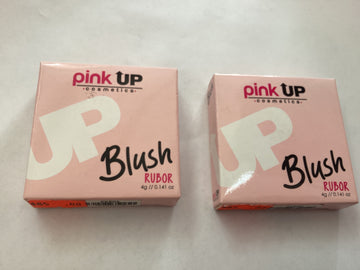 pink UP
-cosmetics-
UP
Blush
RUBOR
4g // 0.141 oz
pink UP
-cosmetics-
UP
Blush
RUBOR
4g // 0.141 oz